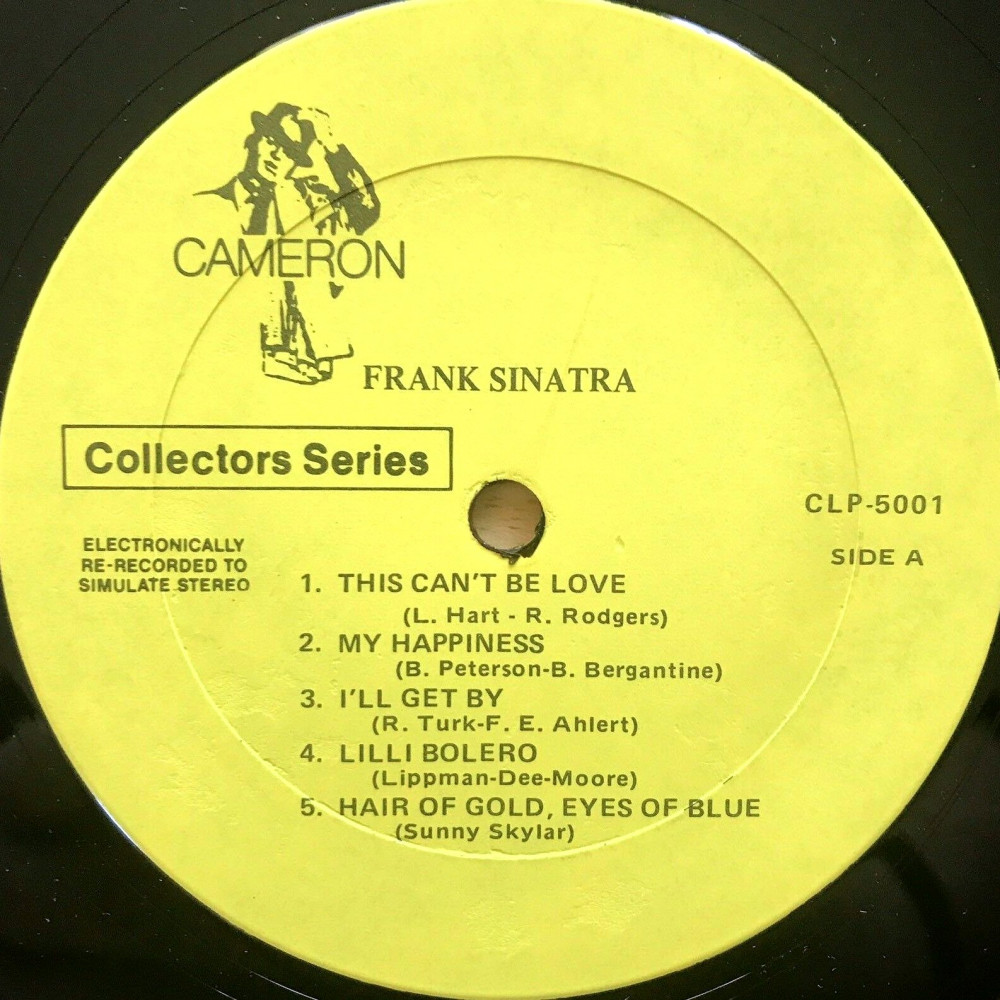 CAMERON
FRANK SINATRA
Collectors Series
CLP-5001
SIDE A
ELECTRONICALLY
RE-RECORDED TO
SIMULATE STEREO
1. THIS CAN'T BE LOVE
(L. Hart - R. Rodgers)
2. MY HAPPINESS
(B. Peterson-B. Bergantine)
3. I'LL GET BY
(R. Turk-F. E. Ahlert)
4. LILLI BOLERO
(Lippman-Dee-Moore)
5. HAIR OF GOLD, EYES OF BLUE
(Sunny Skylar)